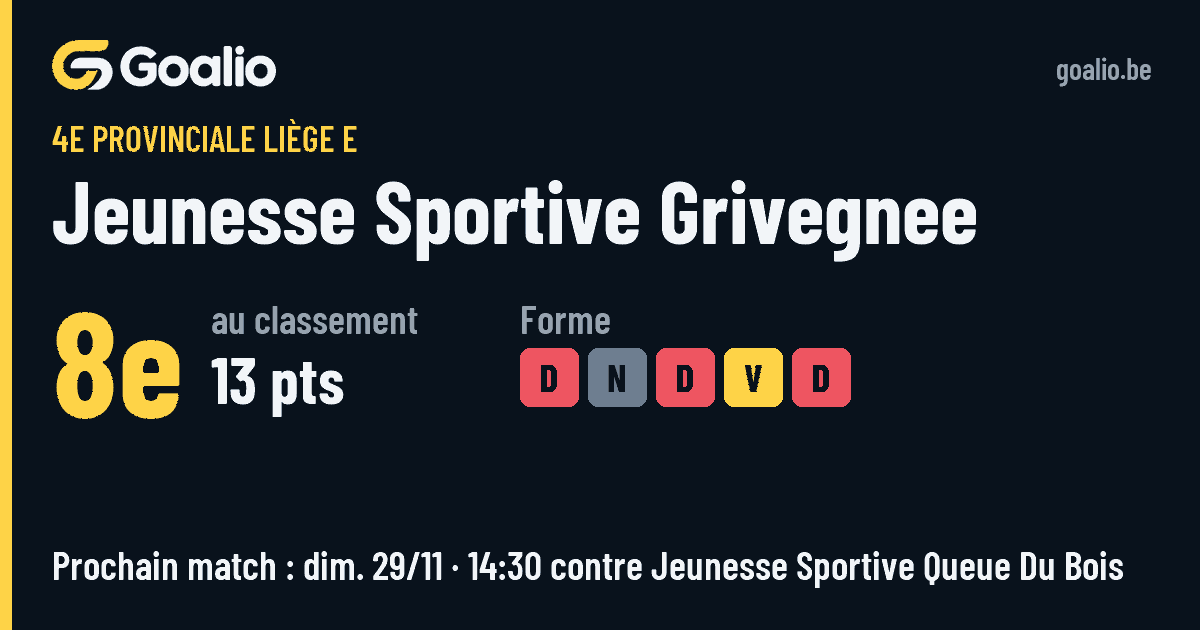 Goalio
goalio.be
4E PROVINCIALE LIÈGE E
Jeunesse Sportive Grivegnee
8e
au classement
13 pts
Forme
D N D V D
Prochain match : dim. 29/11 · 14:30 contre Jeunesse Sportive Queue Du Bois